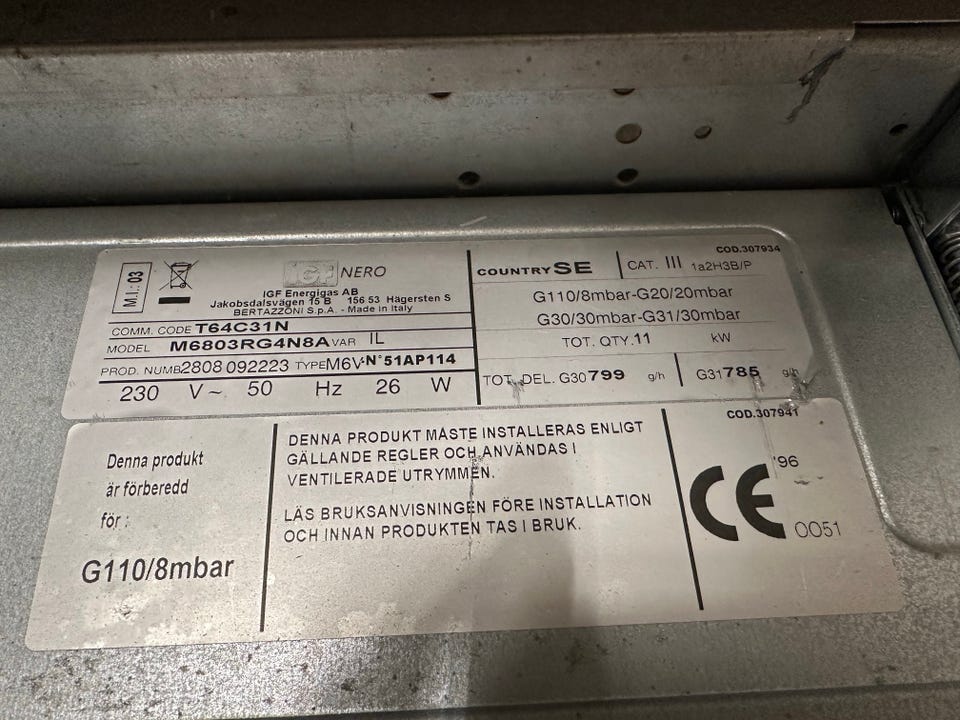 M.I.: 03
IGF NERO
IGF Energigas AB
Jakobsdalsvägen 15 B 156 53 Hägersten S
BERTAZZONI S.p.A. - Made in Italy
COMM. CODE T64C31N
MODEL M6803RG4N8A VAR IL
PROD. NUMB 2808 092223 TYPE M6V-N°51AP114
230 V~ 50 Hz 26 W
COD.307934
COUNTRY SE CAT. III 1a2H3B/P
G110/8mbar-G20/20mbar
G30/30mbar-G31/30mbar
TOT. QTY. 11 kW
TOT. DEL. G30 799 g/h G31 785 g/h
Denna produkt
är förberedd
för :
G110/8mbar
DENNA PRODUKT MÅSTE INSTALLERAS ENLIGT
GÄLLANDE REGLER OCH ANVÄNDAS I
VENTILERADE UTRYMMEN.
LÄS BRUKSANVISNINGEN FÖRE INSTALLATION
OCH INNAN PRODUKTEN TAS I BRUK.
COD.307941
CE '96
0051